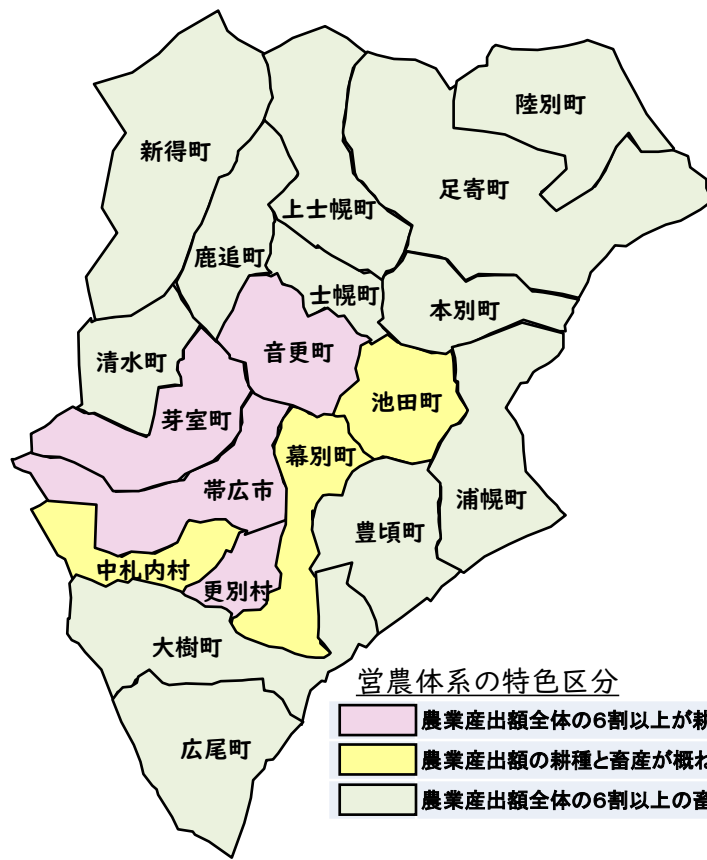 陸別町
新得町
足寄町
上士幌町
鹿追町
士幌町
本別町
音更町
清水町
池田町
芽室町
幕別町
帯広市
浦幌町
豊頃町
中札内村
更別村
大樹町
広尾町
営農体系の特色区分
農業産出額全体の6割以上が耕
農業産出額の耕種と畜産が概ね
農業産出額全体の6割以上の畜